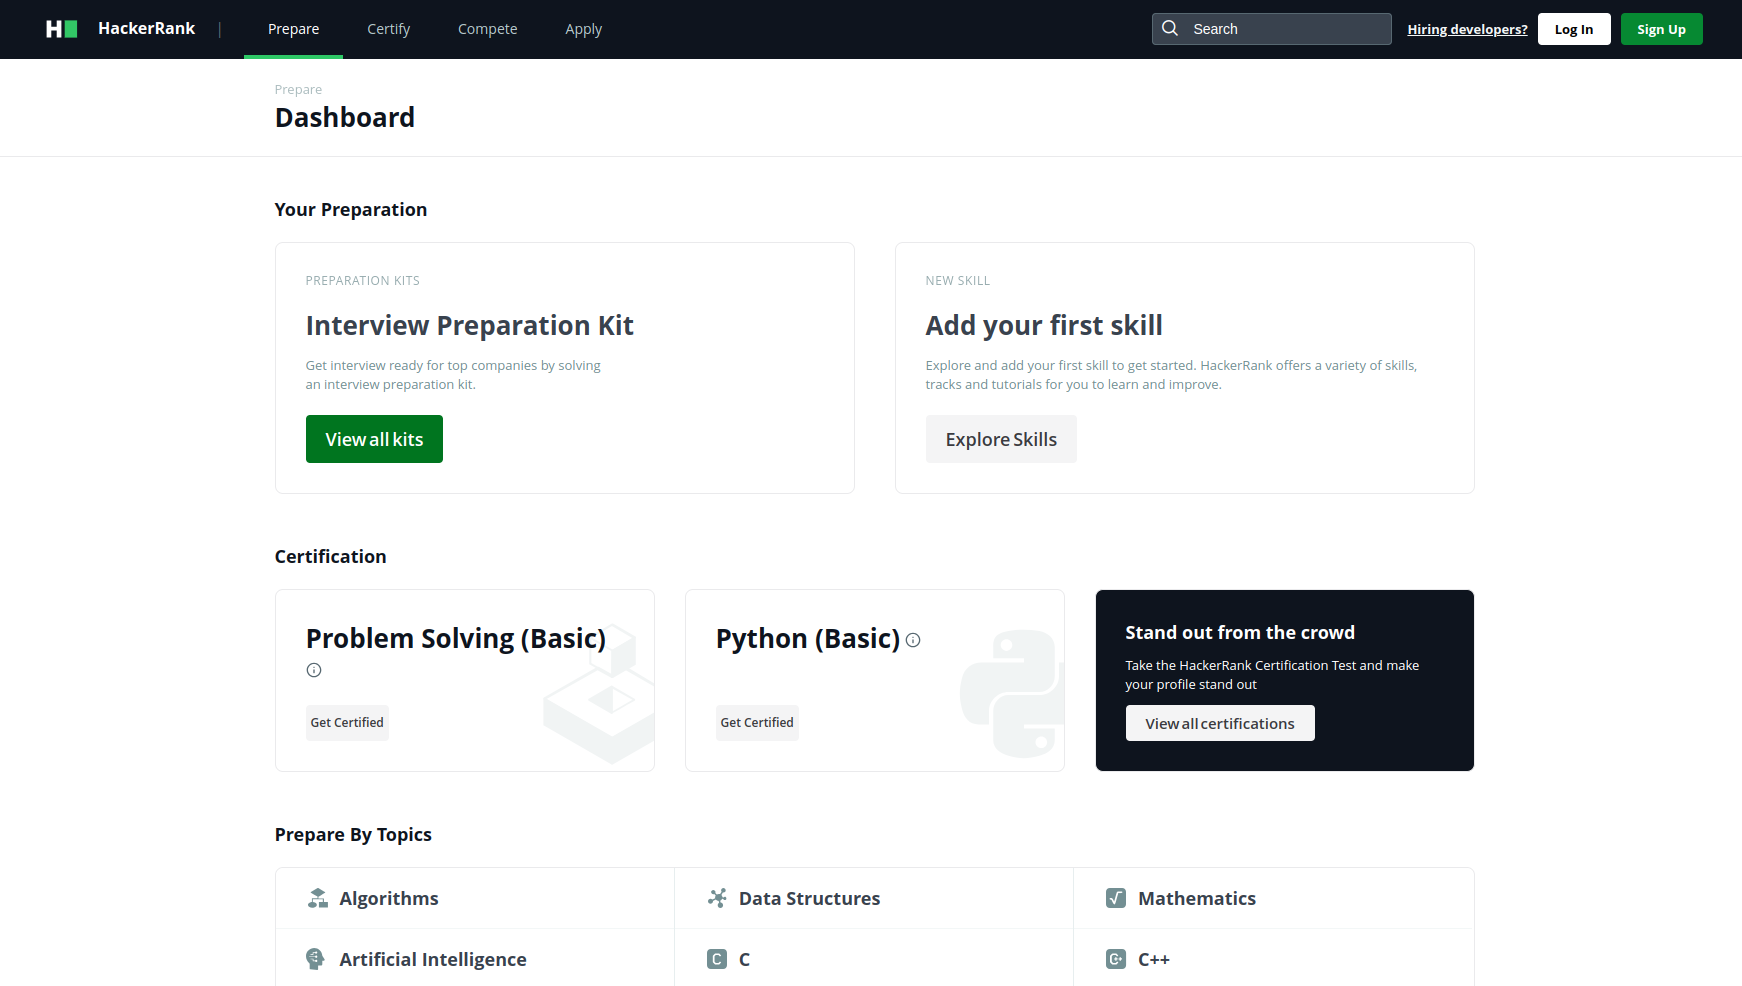 HackerRank | Prepare Certify Compete Apply Search Hiring developers? Log In Sign Up
Prepare
Dashboard
Your Preparation
PREPARATION KITS
Interview Preparation Kit
Get interview ready for top companies by solving
an interview preparation kit.
View all kits
NEW SKILL
Add your first skill
Explore and add your first skill to get started. HackerRank offers a variety of skills,
tracks and tutorials for you to learn and improve.
Explore Skills
Certification
Problem Solving (Basic)
Get Certified
Python (Basic)
Get Certified
Stand out from the crowd
Take the HackerRank Certification Test and make
your profile stand out
View all certifications
Prepare By Topics
Algorithms
Data Structures
Mathematics
Artificial Intelligence
C C
C++